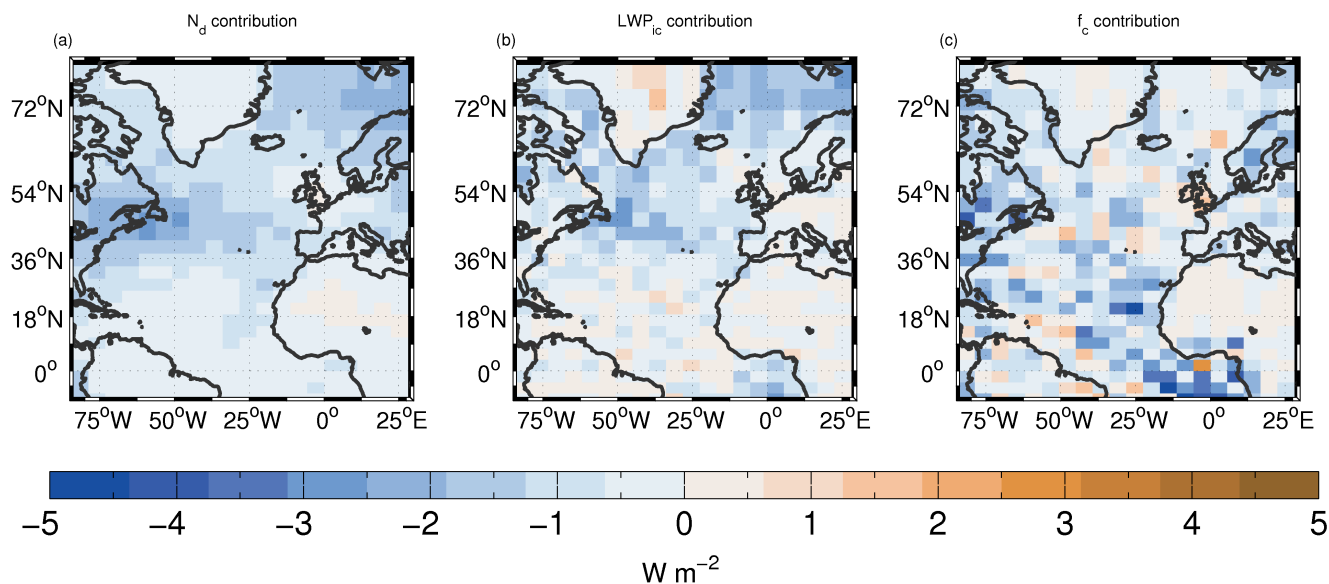 N_d contribution
LWP_ic contribution
f_c contribution
(a)
(b)
(c)
72°N
54°N
36°N
18°N
0°
75°W 50°W 25°W 0° 25°E
72°N
54°N
36°N
18°N
0°
75°W 50°W 25°W 0° 25°E
72°N
54°N
36°N
18°N
0°
75°W 50°W 25°W 0° 25°E
−5 −4 −3 −2 −1 0 1 2 3 4 5
W m⁻²